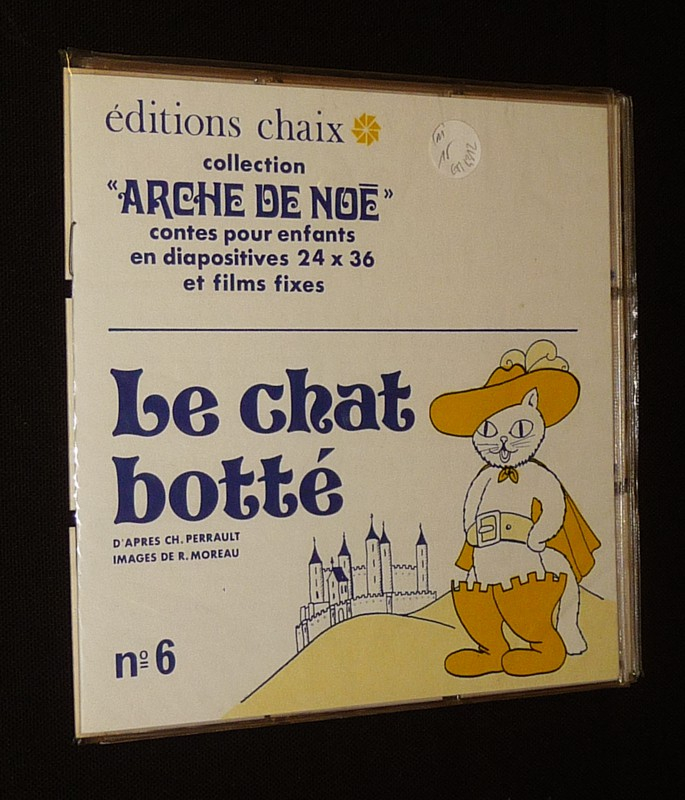 éditions chaix
collection
"ARCHE DE NOË"
contes pour enfants
en diapositives 24 x 36
et films fixes
Le chat
botté
D'APRES CH. PERRAULT
IMAGES DE R. MOREAU
nº 6